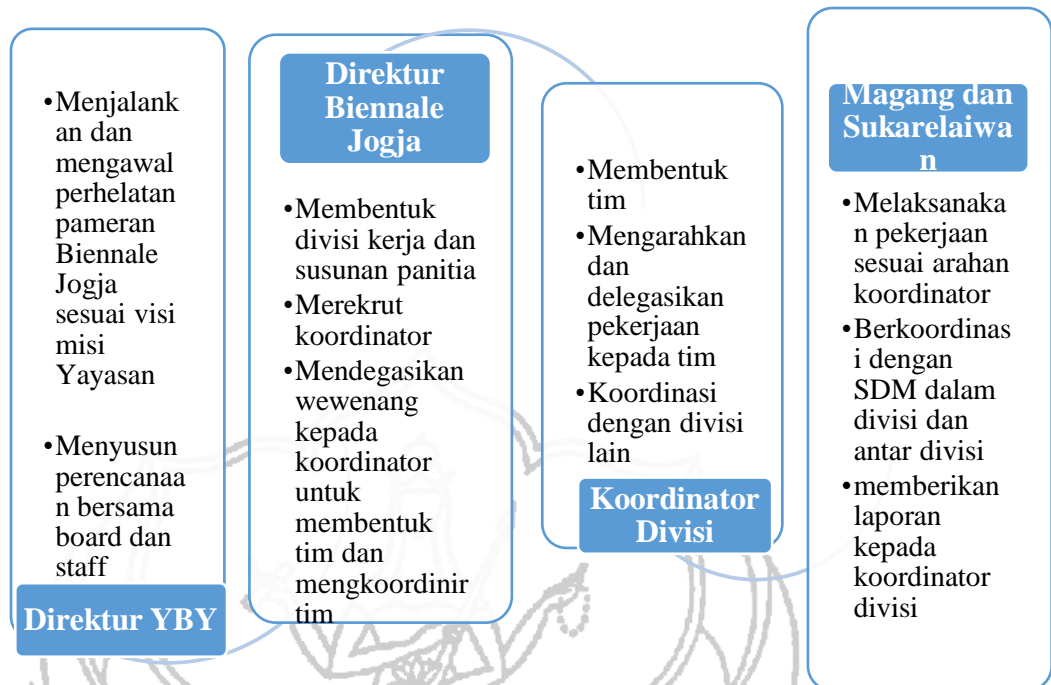 •Menjalank
an dan
mengawal
perhelatan
pameran
Biennale
Jogja
sesuai visi
misi
Yayasan
•Menyusun
perencanaa
n bersama
board dan
staff
Direktur YBY
Direktur
Biennale
Jogja
•Membentuk
divisi kerja dan
susunan panitia
•Merekrut
koordinator
•Mendegasikan
wewenang
kepada
koordinator
untuk
membentuk
tim dan
mengkoordinir
tim
•Membentuk
tim
•Mengarahkan
dan
delegasikan
pekerjaan
kepada tim
•Koordinasi
dengan divisi
lain
Koordinator
Divisi
Magang dan
Sukarelaiwa
n
•Melaksanaka
n pekerjaan
sesuai arahan
koordinator
•Berkoordinas
i dengan
SDM dalam
divisi dan
antar divisi
•memberikan
laporan
kepada
koordinator
divisi